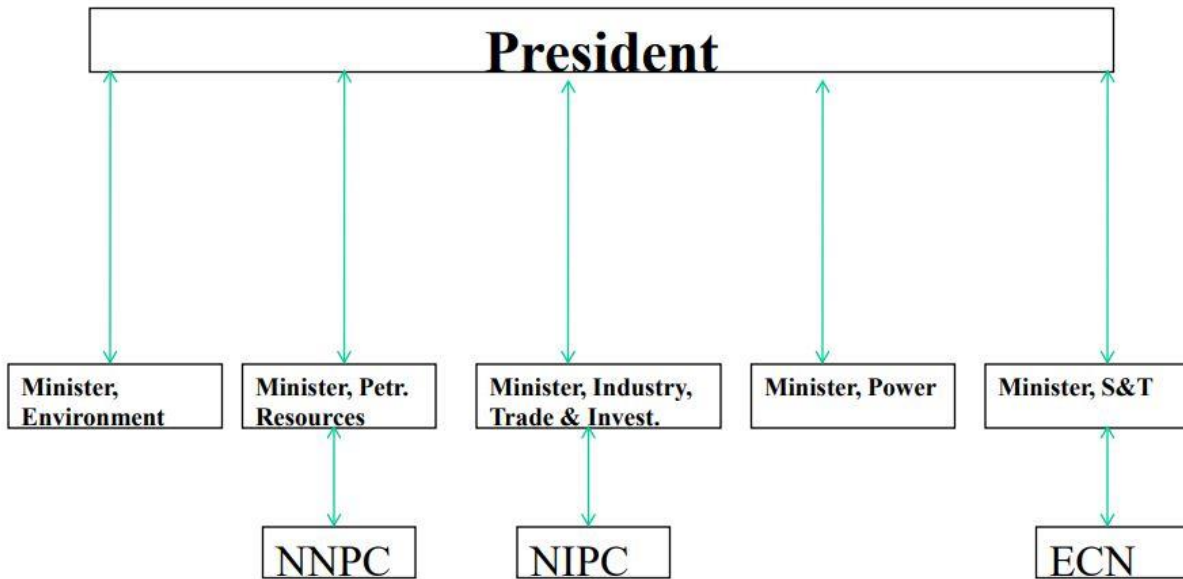 President
Minister,
Environment
Minister, Petr.
Resources
Minister, Industry,
Trade & Invest.
Minister, Power
Minister, S&T
NNPC
NIPC
ECN